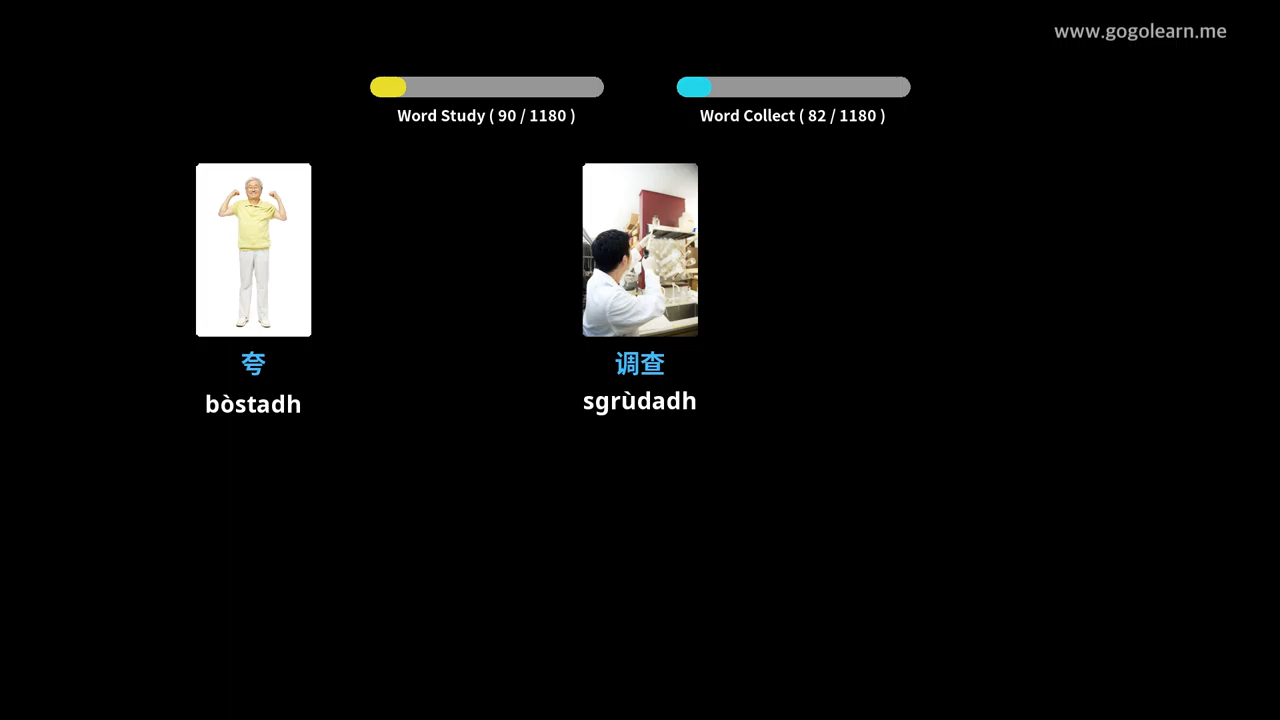 www.gogolearn.me
Word Study ( 90 / 1180 )
Word Collect ( 82 / 1180 )
夸
bòstadh
调查
sgrùdadh